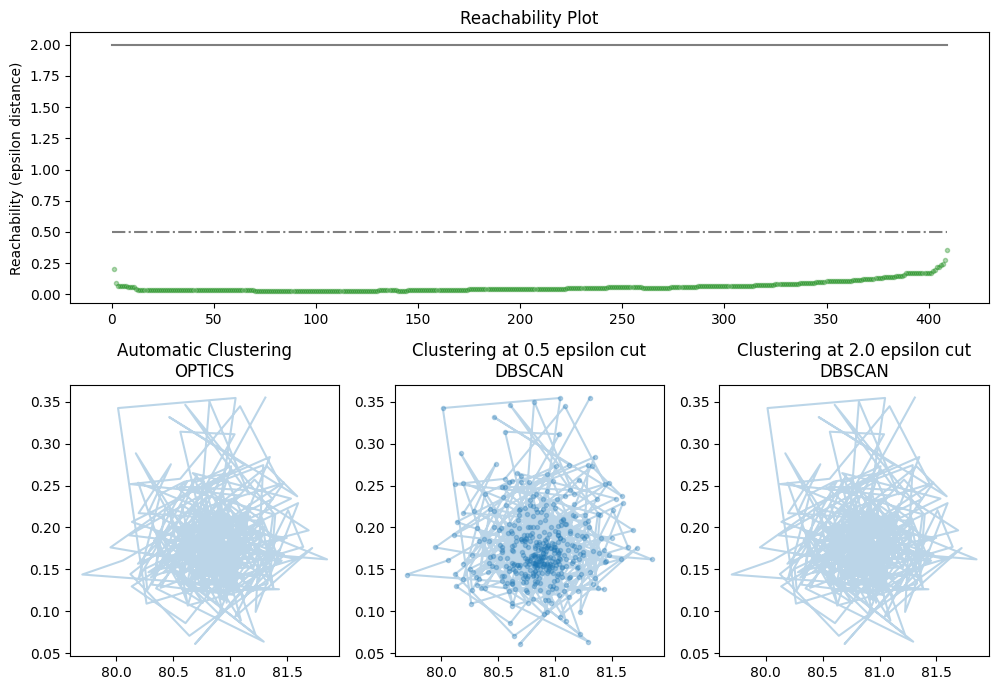 Reachability Plot
Reachability (epsilon distance)
2.00
1.75
1.50
1.25
1.00
0.75
0.50
0.25
0.00
0 50 100 150 200 250 300 350 400
Automatic Clustering
OPTICS
0.35
0.30
0.25
0.20
0.15
0.10
0.05
80.0 80.5 81.0 81.5
Clustering at 0.5 epsilon cut
DBSCAN
0.35
0.30
0.25
0.20
0.15
0.10
0.05
80.0 80.5 81.0 81.5
Clustering at 2.0 epsilon cut
DBSCAN
0.35
0.30
0.25
0.20
0.15
0.10
0.05
80.0 80.5 81.0 81.5